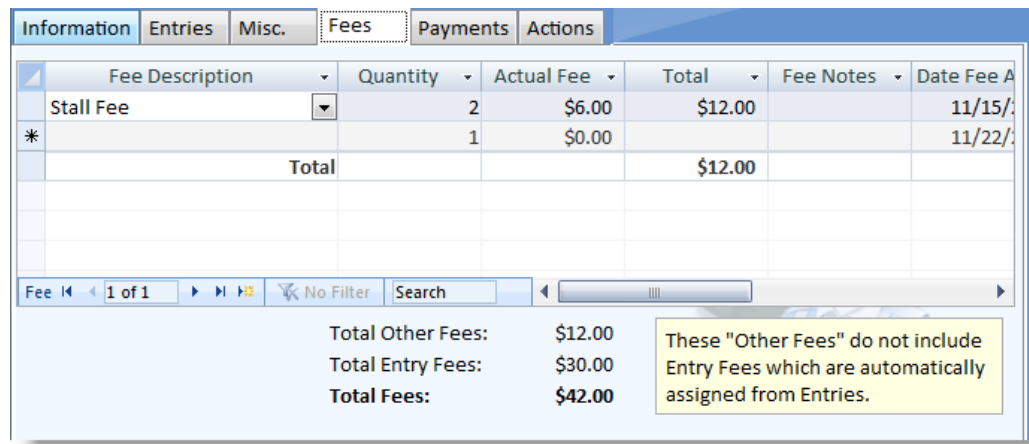 Information Entries Misc. Fees Payments Actions
Fee Description Quantity Actual Fee Total Fee Notes Date Fee A
Stall Fee 2 $6.00 $12.00 11/15/
* 1 $0.00 11/22/
Total $12.00
Fee 1 of 1 No Filter Search
Total Other Fees: $12.00
Total Entry Fees: $30.00
Total Fees: $42.00
These "Other Fees" do not include
Entry Fees which are automatically
assigned from Entries.